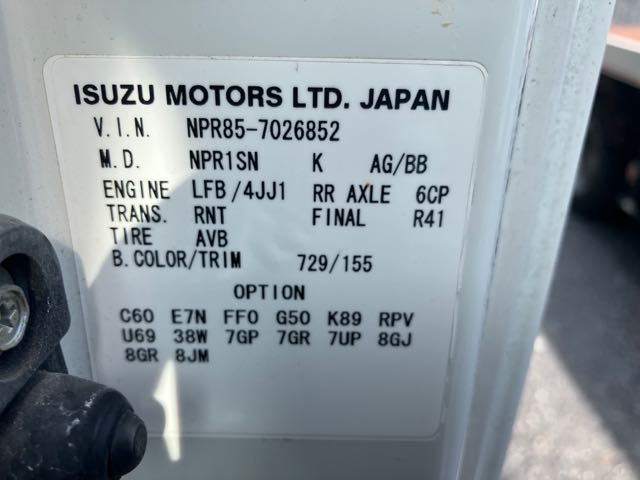 ISUZU MOTORS LTD. JAPAN
V.I.N. NPR85-7026852
M.D. NPR1SN K AG/BB
ENGINE LFB/4JJ1 RR AXLE 6CP
TRANS. RNT FINAL R41
TIRE AVB
B.COLOR/TRIM 729/155
OPTION
C60 E7N FF0 G50 K89 RPV
U69 38W 7GP 7GR 7UP 8GJ
8GR 8JM